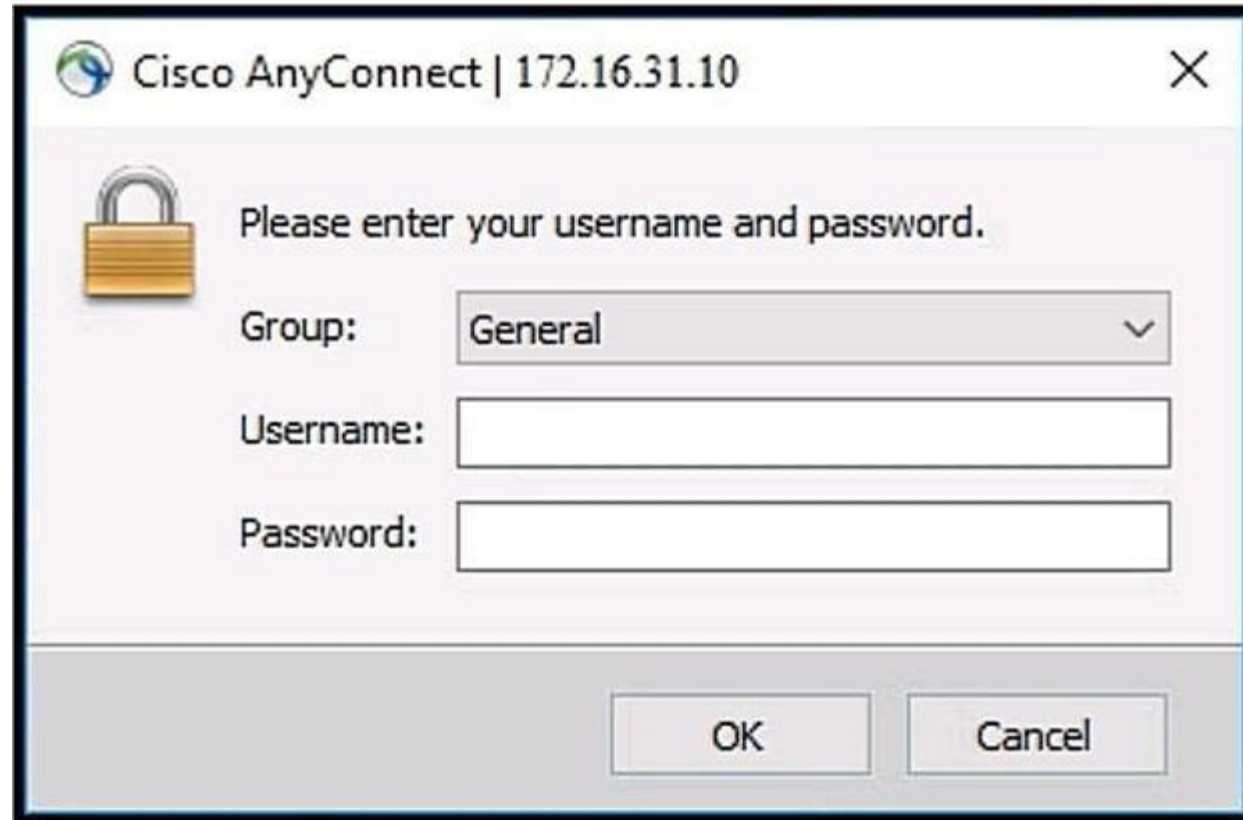 Cisco AnyConnect | 172.16.31.10
Please enter your username and password.
Group: General
Username:
Password:
OK Cancel